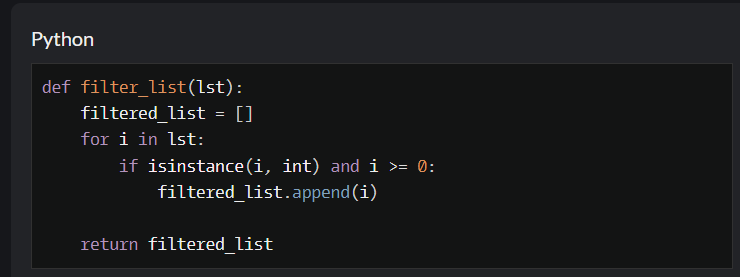 Python
def filter_list(lst):
    filtered_list = []
    for i in lst:
        if isinstance(i, int) and i >= 0:
            filtered_list.append(i)

    return filtered_list